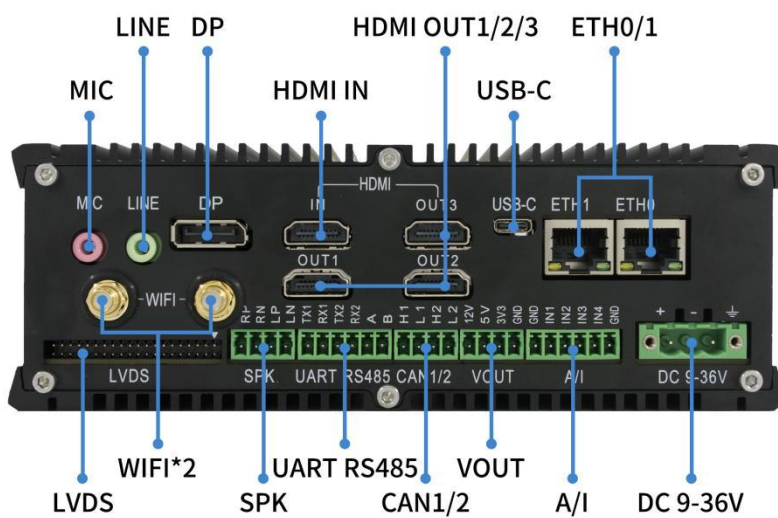 LINE DP HDMI OUT1/2/3 ETH0/1
MIC HDMI IN USB-C
HDMI
MIC LINE DP IN OUT3 USB-C ETH1 ETH0
OUT1 OUT2
WIFI
RP RN LP LN TX1 RX1 TX2 RX2 A B H1 L1 H2 L2 12V 5V 3V3 GND GND IN1 IN2 IN3 IN4 GND + -
LVDS SPK UART RS485 CAN1/2 VOUT A/I DC 9-36V
WIFI*2 UART RS485 VOUT
LVDS SPK CAN1/2 A/I DC 9-36V